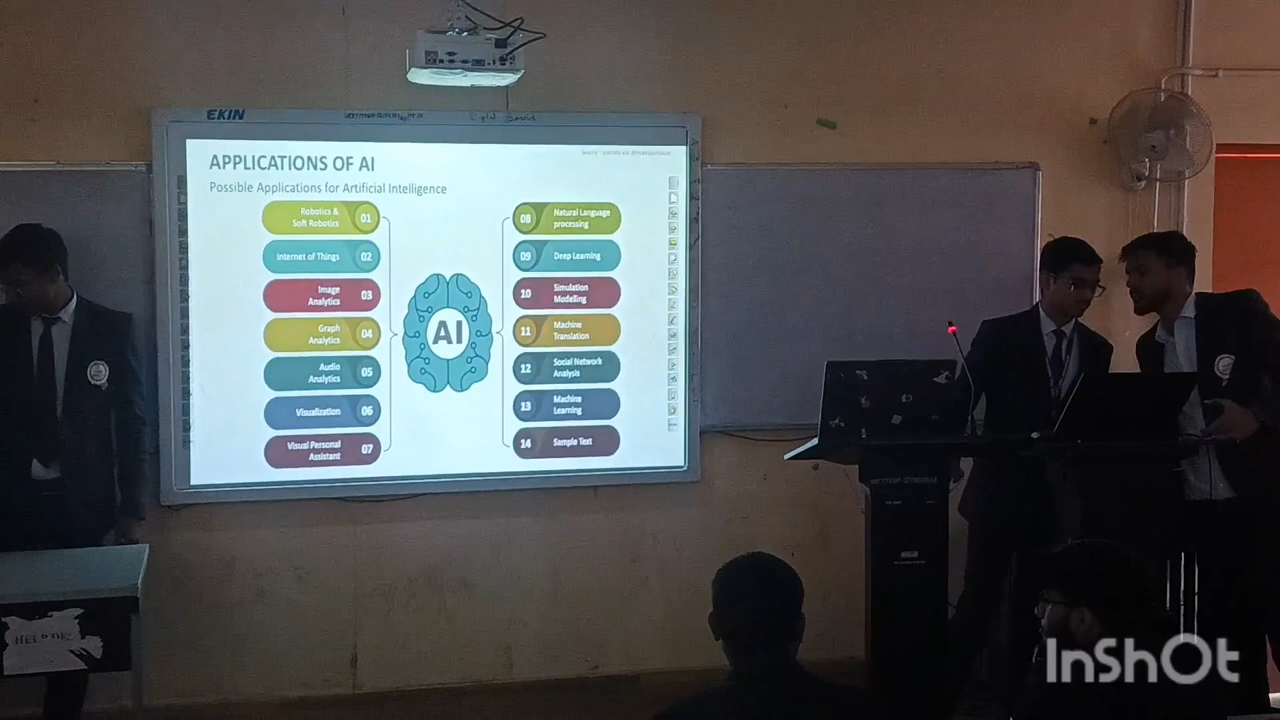 EKIN
APPLICATIONS OF AI
Possible Applications for Artificial Intelligence
Robotics &
Soft Robotics
01
Internet of Things 02
Image
Analytics
03
Graph
Analytics
04
Audio
Analytics
05
Visualization 06
Visual Personal
Assistant
07
AI
08
Natural Language
processing
09 Deep Learning
10
Simulation
Modelling
11
Machine
Translation
12
Social Network
Analysis
13
Machine
Learning
14 Sample Text
InShOt